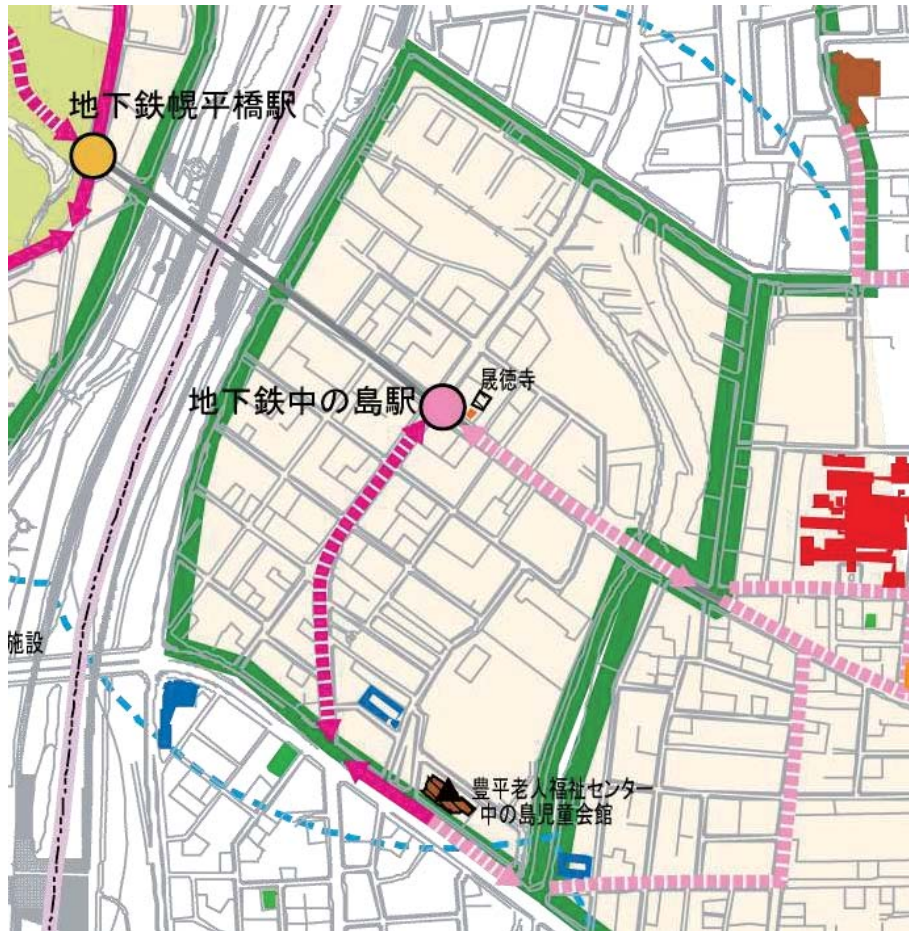 地下鉄幌平橋駅
晟徳寺
地下鉄中の島駅
施設
豊平老人福祉センター
中の島児童会館